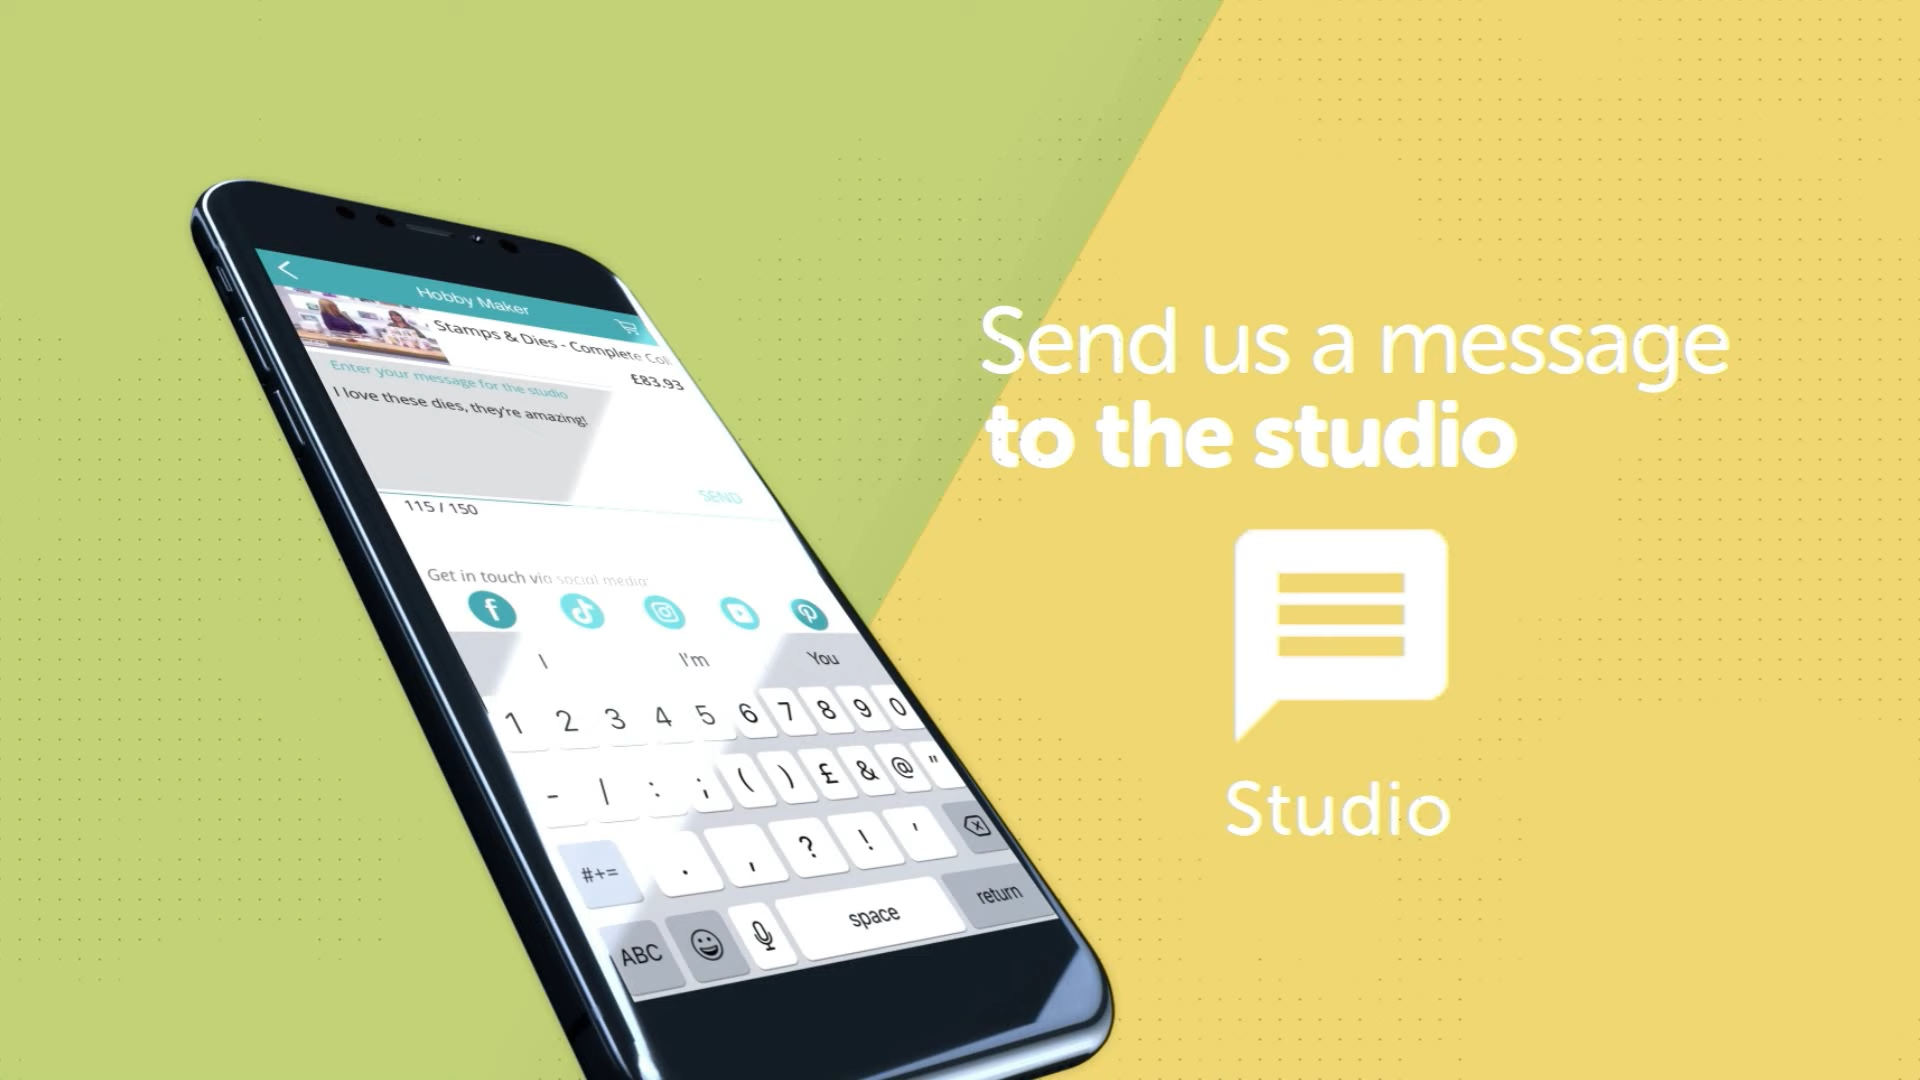 Hobby Maker
Stamps & Dies - Complete Col
£83.93
Enter your message for the studio
I love these dies, they're amazing!
SEND
115 / 150
Get in touch via social media
I I'm You
1 2 3 4 5 6 7 8 9 0
- / : ; ( ) £ & @ "
#+= . , ? ! '
ABC space return
Send us a message
to the studio
Studio